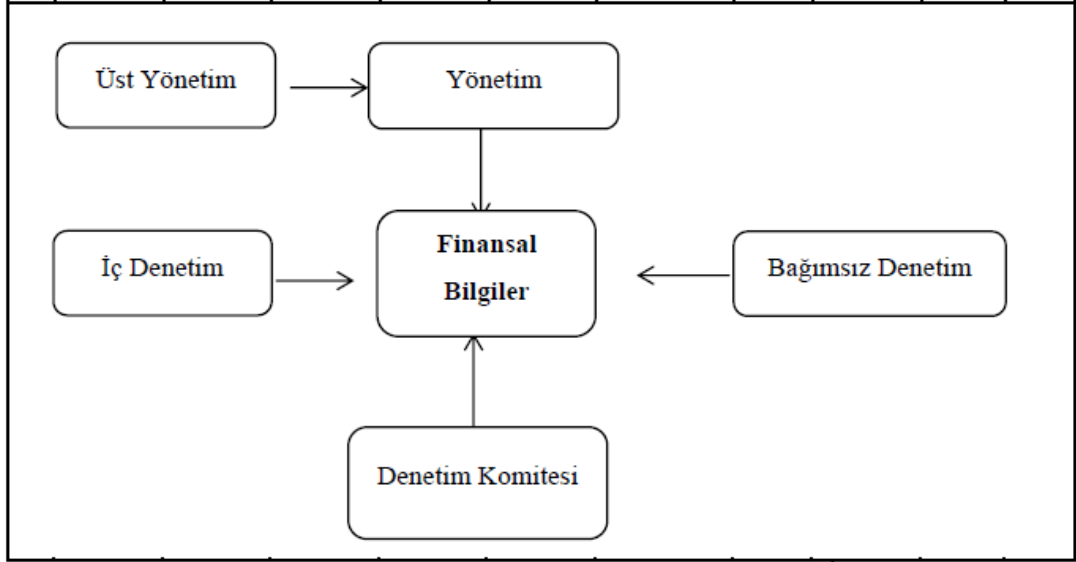 Üst Yönetim
Yönetim
İç Denetim
Finansal
Bilgiler
Bağımsız Denetim
Denetim Komitesi